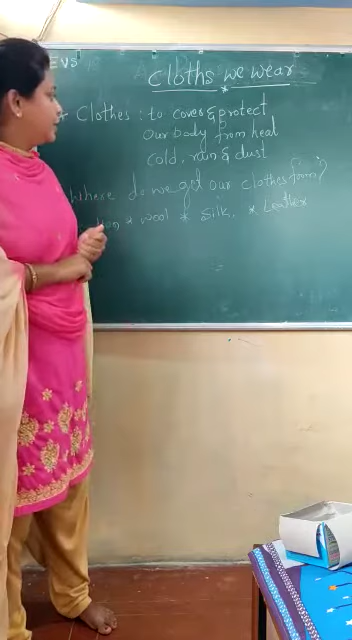 EVS
Cloths we wear
* Clothes : to cover & protect
Our body from heat
cold, rain & dust
Where do we get our clothes form?
* wool * Silk. * Leather